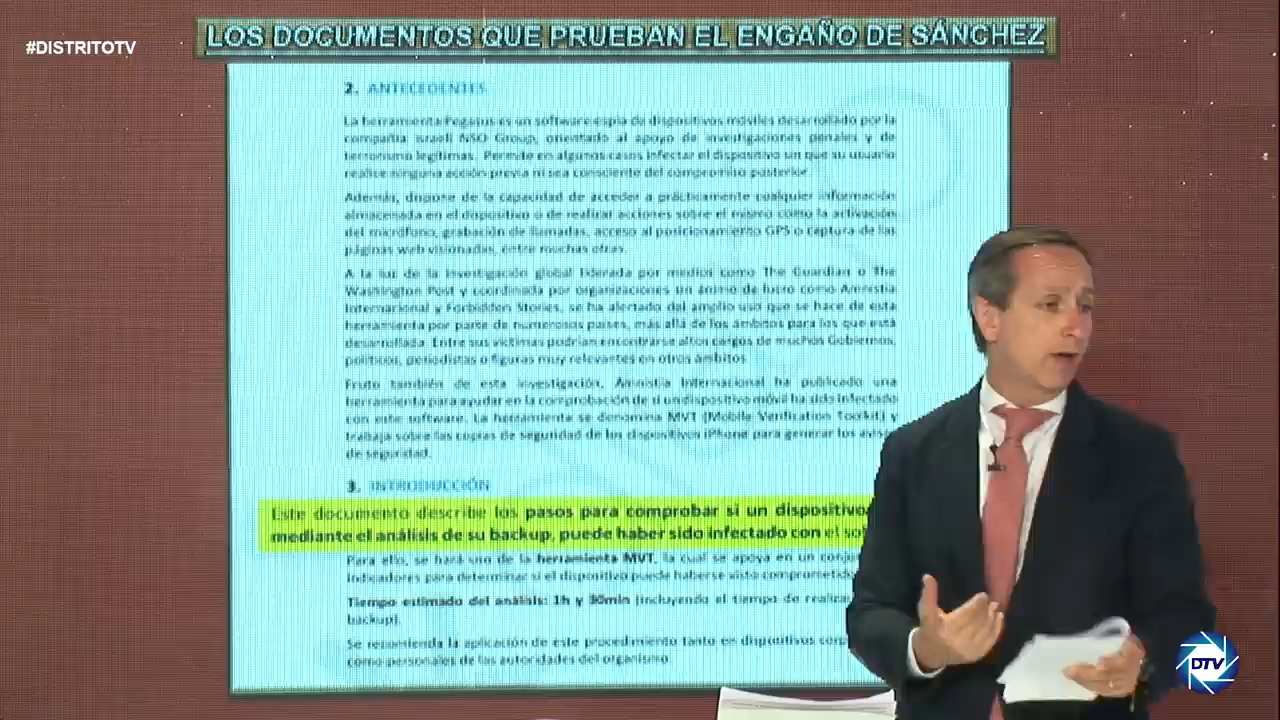 #DISTRITOTV
LOS DOCUMENTOS QUE PRUEBAN EL ENGAÑO DE SÁNCHEZ
2. ANTECEDENTES
La herramienta Pegasus es un software espía de dispositivos móviles desarrollado por la
compañía israelí NSO Group, orientado al apoyo de investigaciones penales y de
terrorismo legítimas. Permite en algunos casos infectar el dispositivo sin que su usuario
realice ninguna acción previa ni sea consciente del compromiso posterior.
Además, dispone de la capacidad de acceder a prácticamente cualquier información
almacenada en el dispositivo o de realizar acciones sobre el mismo como la activación
del micrófono, grabación de llamadas, acceso al posicionamiento GPS o captura de las
páginas web visionadas, entre muchas otras.
A la luz de la investigación global liderada por medios como The Guardian o The
Washington Post y coordinada por organizaciones sin ánimo de lucro como Amnistía
Internacional y Forbidden Stories, se ha alertado del amplio uso que se hace de esta
herramienta por parte de numerosos países, más allá de los ámbitos para los que está
desarrollada. Entre sus víctimas podrían encontrarse altos cargos de muchos Gobiernos,
políticos, periodistas o figuras muy relevantes en otros ámbitos.
Fruto también de esta investigación, Amnistía Internacional ha publicado una
herramienta para ayudar en la comprobación de si un dispositivo móvil ha sido infectado
con este software. La herramienta se denomina MVT (Mobile Verification Toolkit) y
trabaja sobre las copias de seguridad de los dispositivos iPhone para generar los avisos
de seguridad.
3. INTRODUCCIÓN
Este documento describe los pasos para comprobar si un dispositivo
mediante el análisis de su backup, puede haber sido infectado con el so
Para ello, se hará uso de la herramienta MVT, la cual se apoya en un conju
indicadores para determinar si el dispositivo puede haberse visto comprometido
Tiempo estimado del análisis: 1h y 30min (incluyendo el tiempo de realiza
backup).
Se recomienda la aplicación de este procedimiento tanto en dispositivos corp
como personales de las autoridades del organismo.
DTV